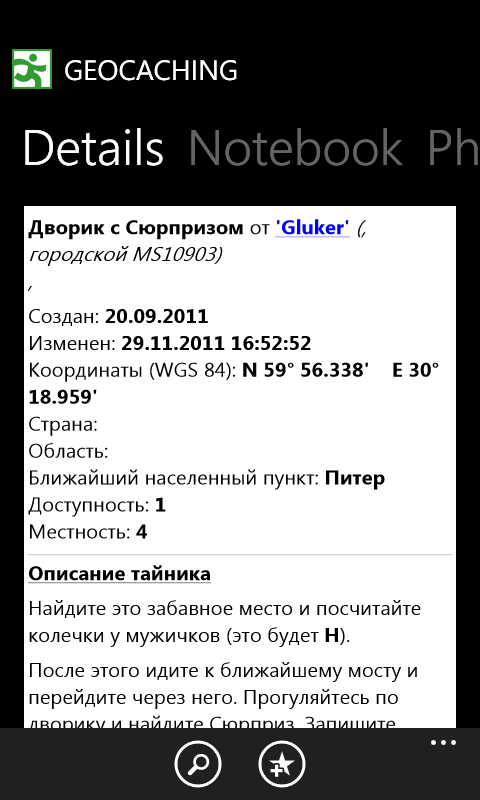 GEOCACHING
Details Notebook Ph
Дворик с Сюрпризом от 'Gluker' (,
городской MS10903)
,
Создан: 20.09.2011
Изменен: 29.11.2011 16:52:52
Координаты (WGS 84): N 59° 56.338' E 30°
18.959'
Страна:
Область:
Ближайший населенный пункт: Питер
Доступность: 1
Местность: 4
Описание тайника
Найдите это забавное место и посчитайте
колечки у мужичков (это будет Н).
После этого идите к ближайшему мосту и
перейдите через него. Прогуляйтесь по
дворику и найдите Сюрприз. Запишите